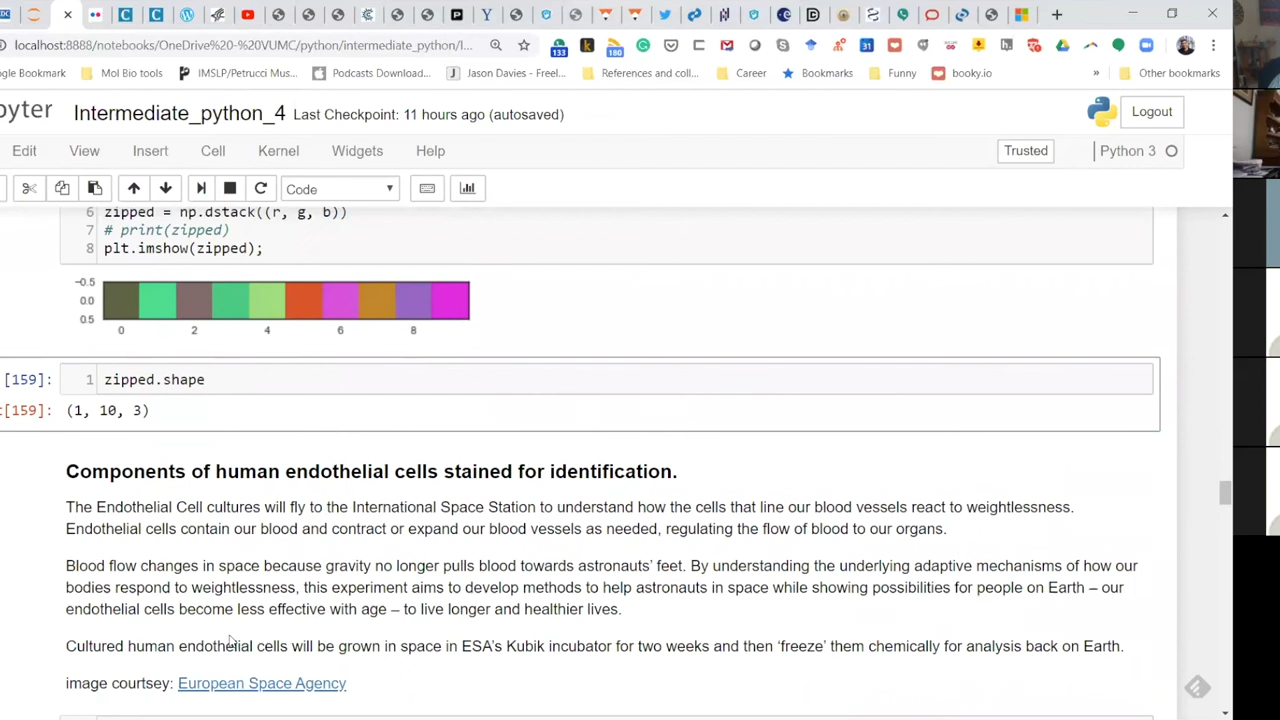 localhost:8888/notebooks/OneDrive%20-%20VUMC/python/intermediate_python/I...
133
180
31
gle Bookmark
Mol Bio tools
IMSLP/Petrucci Mus...
Podcasts Download...
Jason Davies - Freel...
References and coll...
Career
Bookmarks
Funny
booky.io
»
Other bookmarks
yter
Intermediate_python_4
Last Checkpoint: 11 hours ago (autosaved)
Logout
Edit
View
Insert
Cell
Kernel
Widgets
Help
Trusted
Python 3
Code
6 zipped = np.dstack((r, g, b))
7 # print(zipped)
8 plt.imshow(zipped);
−0.5
0.0
0.5
0 2 4 6 8
[159]: 1 zipped.shape
t[159]: (1, 10, 3)
Components of human endothelial cells stained for identification.
The Endothelial Cell cultures will fly to the International Space Station to understand how the cells that line our blood vessels react to weightlessness.
Endothelial cells contain our blood and contract or expand our blood vessels as needed, regulating the flow of blood to our organs.
Blood flow changes in space because gravity no longer pulls blood towards astronauts’ feet. By understanding the underlying adaptive mechanisms of how our
bodies respond to weightlessness, this experiment aims to develop methods to help astronauts in space while showing possibilities for people on Earth – our
endothelial cells become less effective with age – to live longer and healthier lives.
Cultured human endothelial cells will be grown in space in ESA’s Kubik incubator for two weeks and then ‘freeze’ them chemically for analysis back on Earth.
image courtsey: European Space Agency